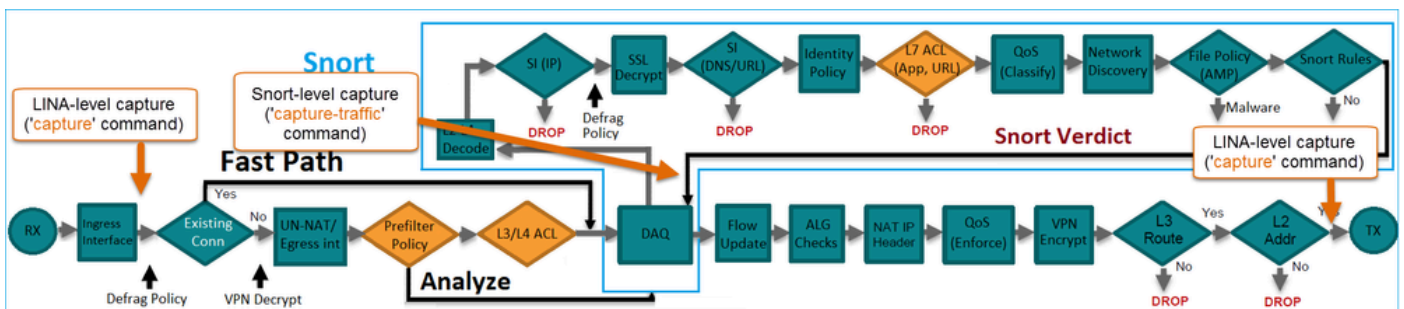 Snort
SI (IP)
SSL
Decrypt
SI
(DNS/URL)
Identity
Policy
L7 ACL
(App, URL)
QoS
(Classify)
Network
Discovery
File Policy
(AMP)
Snort Rules
LINA-level capture
('capture' command)
Snort-level capture
('capture-traffic'
command)
Decode
DROP
Defrag
Policy
DROP
DROP
Malware
No
Snort Verdict
LINA-level capture
('capture' command)
Fast Path
Yes
RX
Ingress
Interface
Existing
Conn
No
UN-NAT/
Egress int
Prefilter
Policy
L3/L4 ACL
DAQ
Flow
Update
ALG
Checks
NAT IP
Header
QoS
(Enforce)
VPN
Encrypt
L3
Route
Yes
L2
Addr
TX
Defrag Policy
VPN Decrypt
Analyze
No
DROP
No
DROP